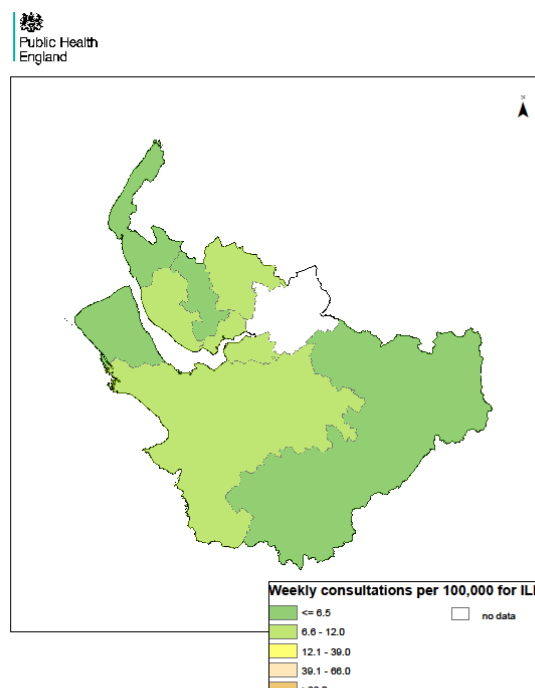 Public Health
England
N
Weekly consultations per 100,000 for ILI
<= 6.5
no data
6.6 - 12.0
12.1 - 39.0
39.1 - 66.0